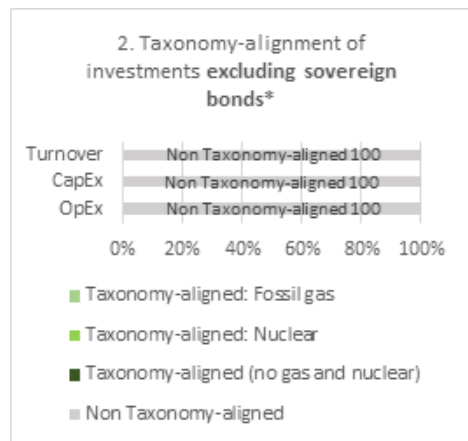 2. Taxonomy-alignment of
investments excluding sovereign
bonds*
Turnover
Non Taxonomy-aligned 100
CapEx
Non Taxonomy-aligned 100
OpEx
Non Taxonomy-aligned 100
0% 20% 40% 60% 80% 100%
Taxonomy-aligned: Fossil gas
Taxonomy-aligned: Nuclear
Taxonomy-aligned (no gas and nuclear)
Non Taxonomy-aligned